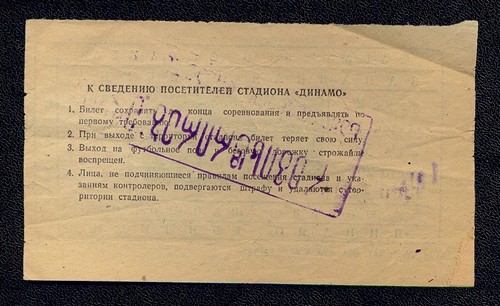 К СВЕДЕНИЮ ПОСЕТИТЕЛЕЙ СТАДИОНА «ДИНАМО»
1. Билет сохранять до конца соревнования и предъявлять по
первому требованию.
2. При выходе с территории стадиона билет теряет свою силу.
3. Выход на футбольное поле и беговую дорожку строжайше
воспрещен.
4. Лица, не подчиняющиеся правилам посещения стадиона и ука-
заниям контролеров, подвергаются штрафу и удаляются с тер-
ритории стадиона.